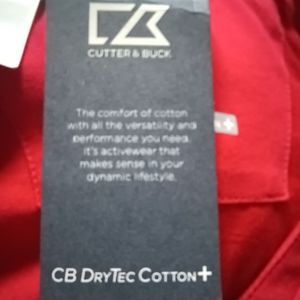 CUTTER & BUCK
The comfort of cotton
with all the versatility and
performance you need.
It's activewear that
makes sense in your
dynamic lifestyle.
CB DRYTEC COTTON+